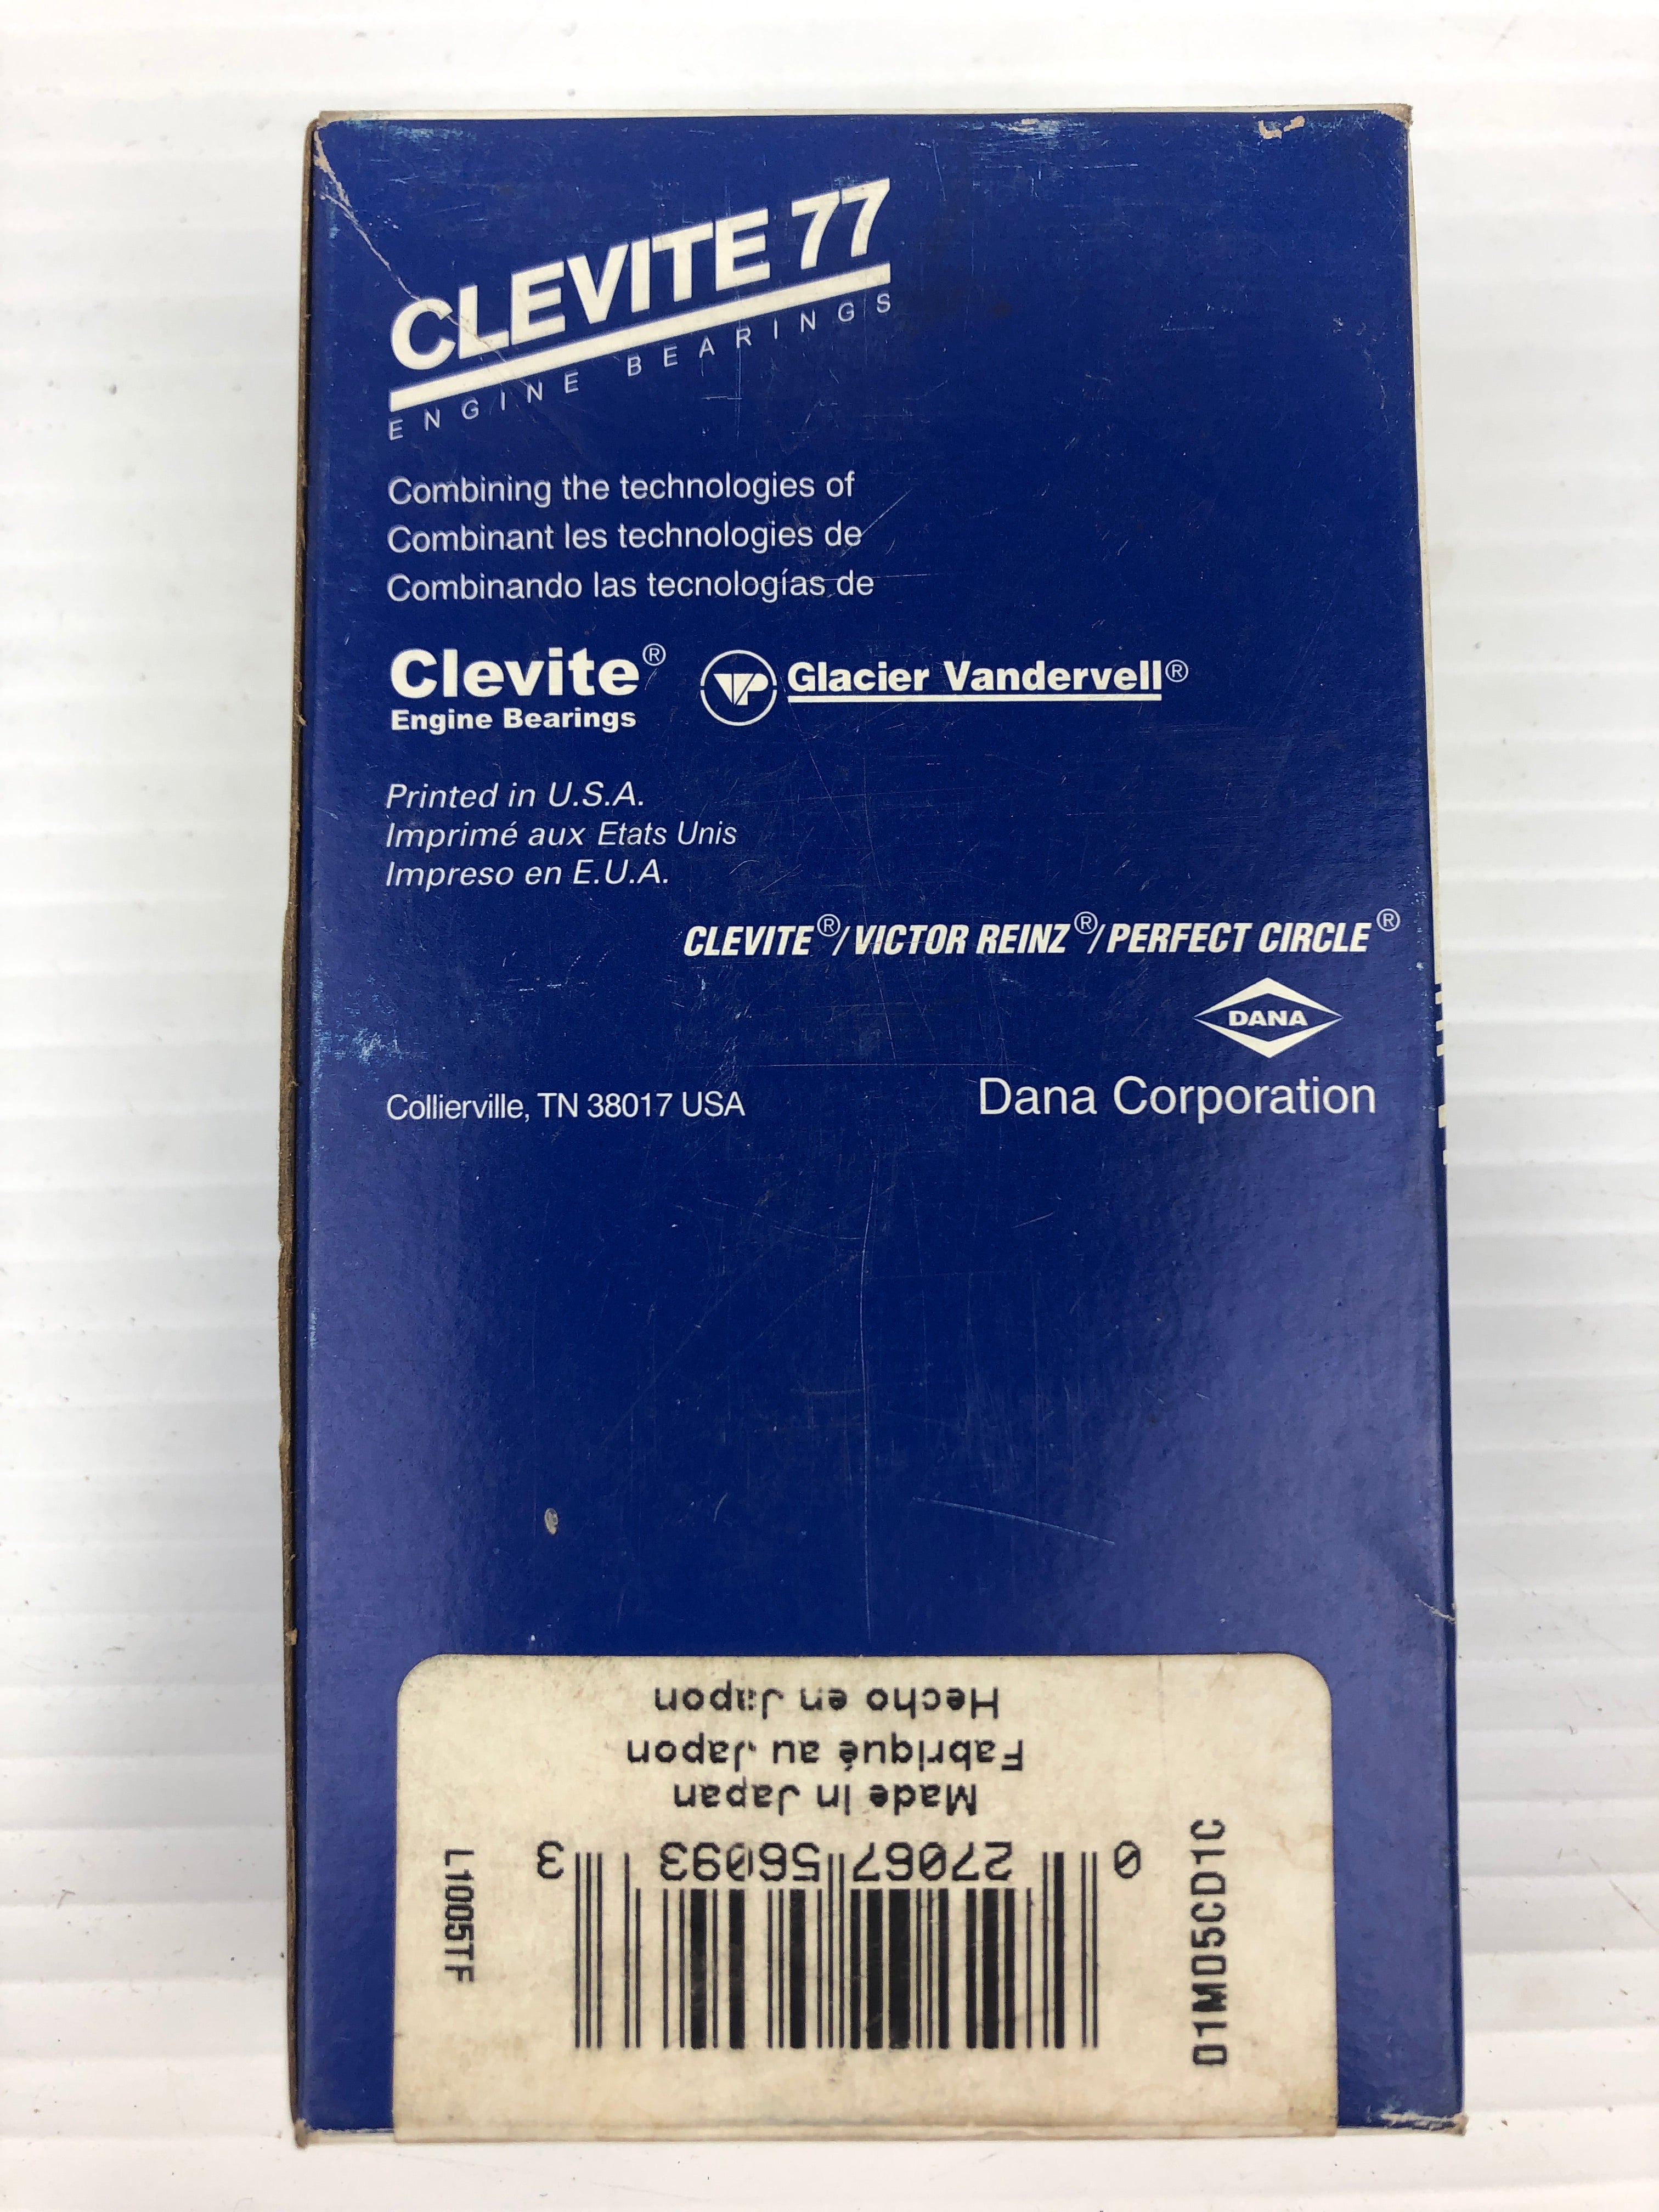 CLEVITE 77
ENGINE BEARINGS
Combining the technologies of
Combinant les technologies de
Combinando las tecnologías de
Clevite®
Engine Bearings
VP Glacier Vandervell®
Printed in U.S.A.
Imprimé aux Etats Unis
Impreso en E.U.A.
CLEVITE®/VICTOR REINZ®/PERFECT CIRCLE®
DANA
Collierville, TN 38017 USA
Dana Corporation
01M05CD1C
0 27067 56093 3
Made In Japan
Fabriqué au Japon
Hecho en Japon
L1005TF